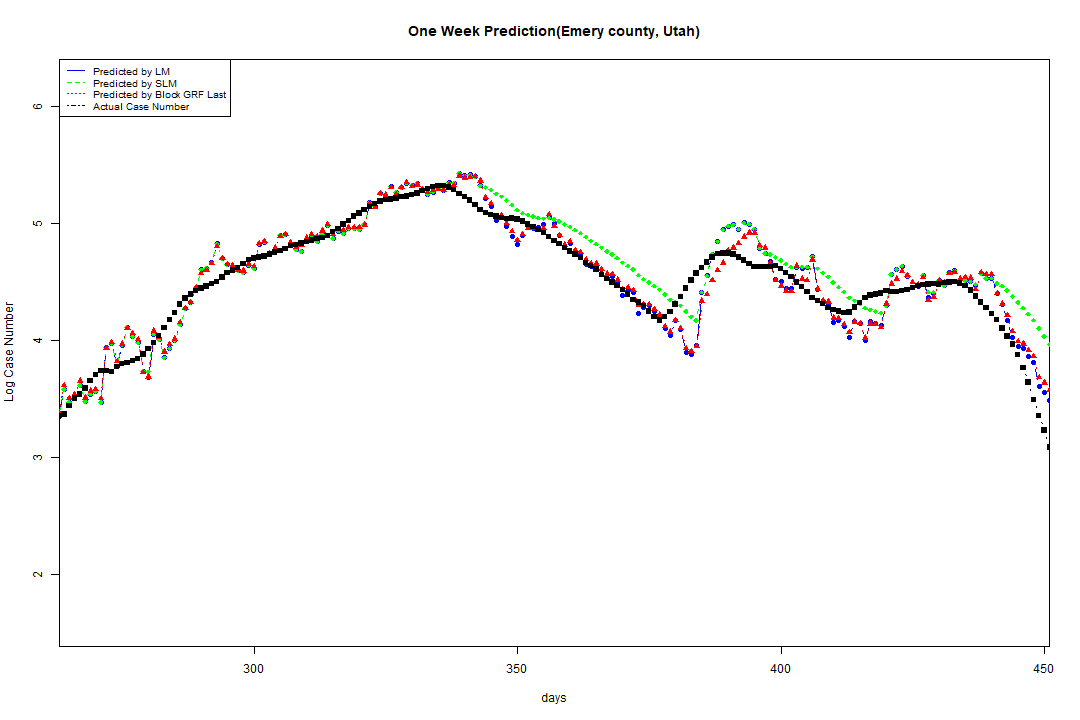 One Week Prediction(Emery county, Utah)
Predicted by LM
Predicted by SLM
Predicted by Block GRF Last
Actual Case Number
6
5
4
3
2
Log Case Number
300
350
400
450
days